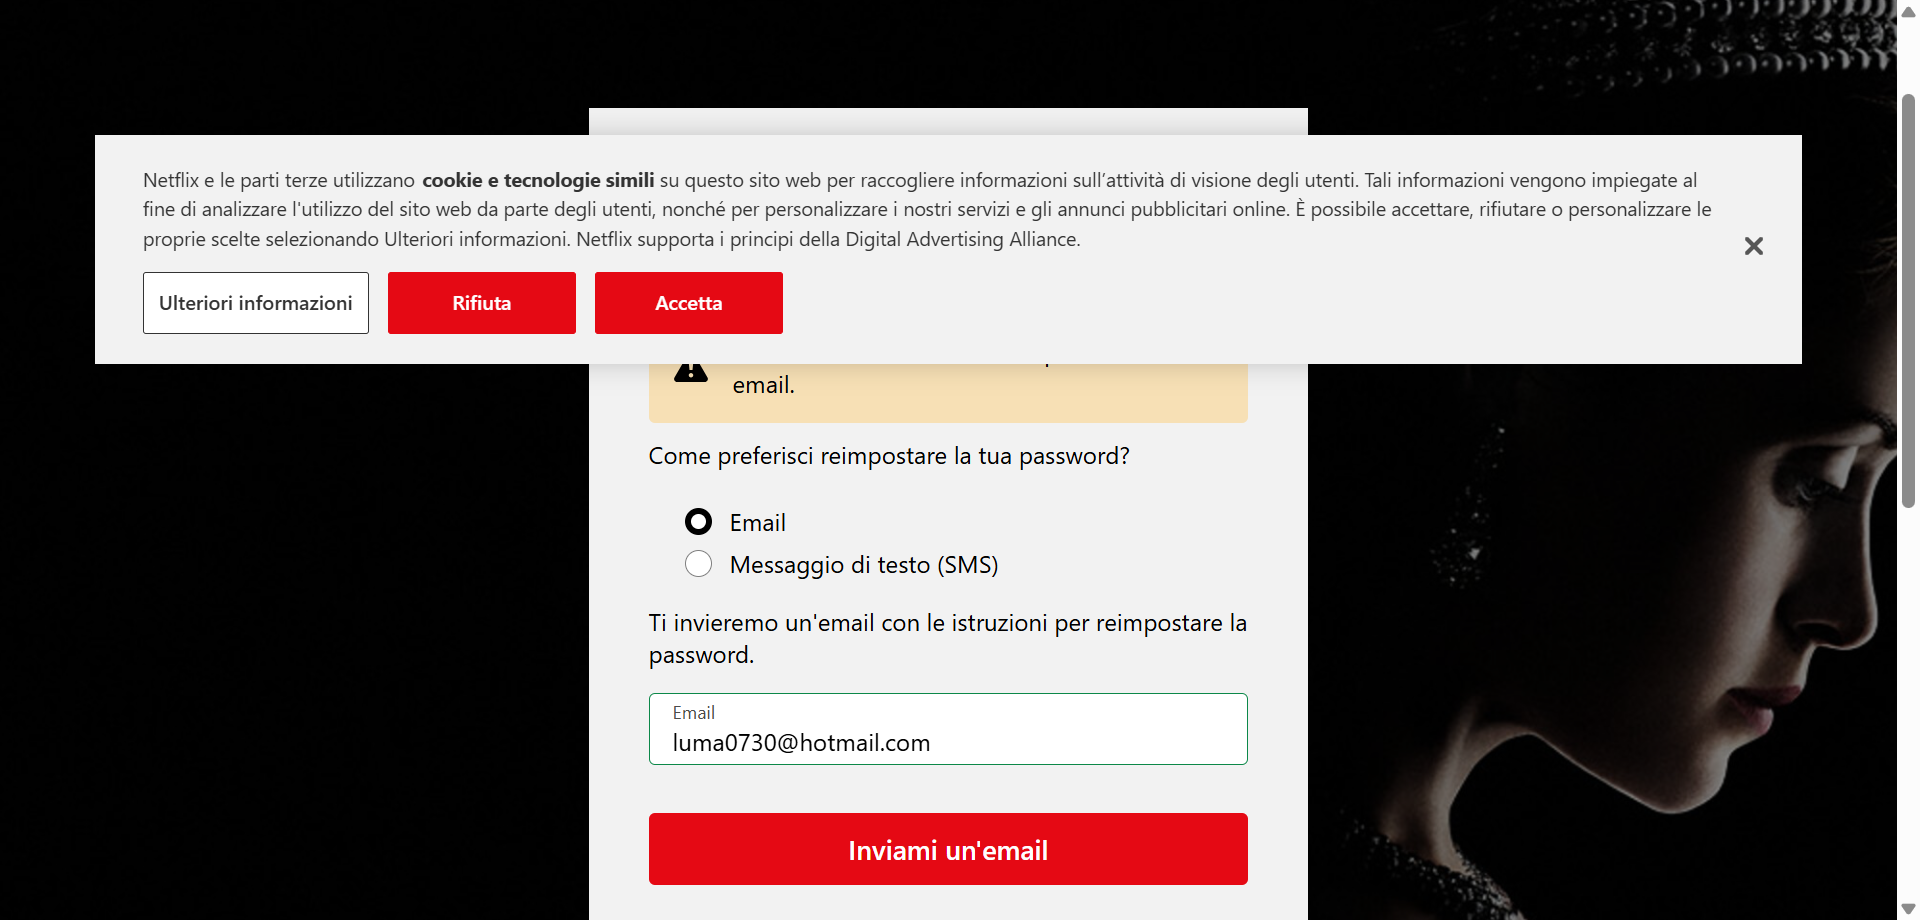 Netflix e le parti terze utilizzano cookie e tecnologie simili su questo sito web per raccogliere informazioni sull'attività di visione degli utenti. Tali informazioni vengono impiegate al
fine di analizzare l'utilizzo del sito web da parte degli utenti, nonché per personalizzare i nostri servizi e gli annunci pubblicitari online. È possibile accettare, rifiutare o personalizzare le
proprie scelte selezionando Ulteriori informazioni. Netflix supporta i principi della Digital Advertising Alliance.
Ulteriori informazioni
Rifiuta
Accetta
email.
Come preferisci reimpostare la tua password?
Email
Messaggio di testo (SMS)
Ti invieremo un'email con le istruzioni per reimpostare la
password.
Email
luma0730@hotmail.com
Inviami un'email